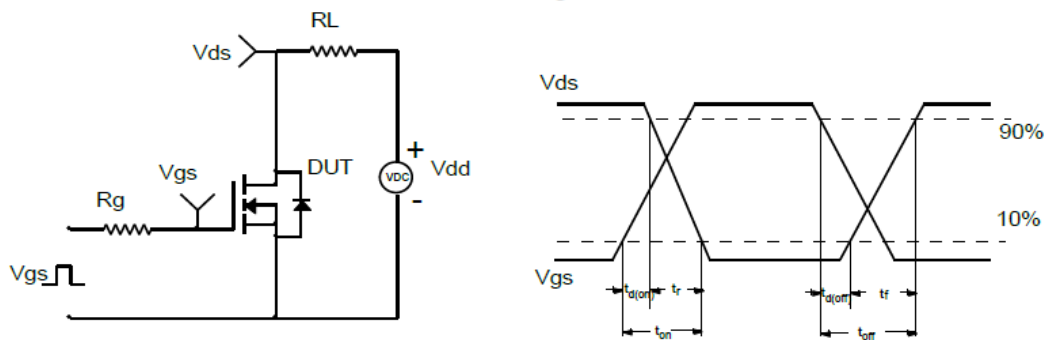 RL
Vds
Vgs
DUT
Rg
VDC
+
-
Vdd
Vgs
Vds
90%
10%
Vgs
td(on)
tr
ton
td(off)
tf
toff